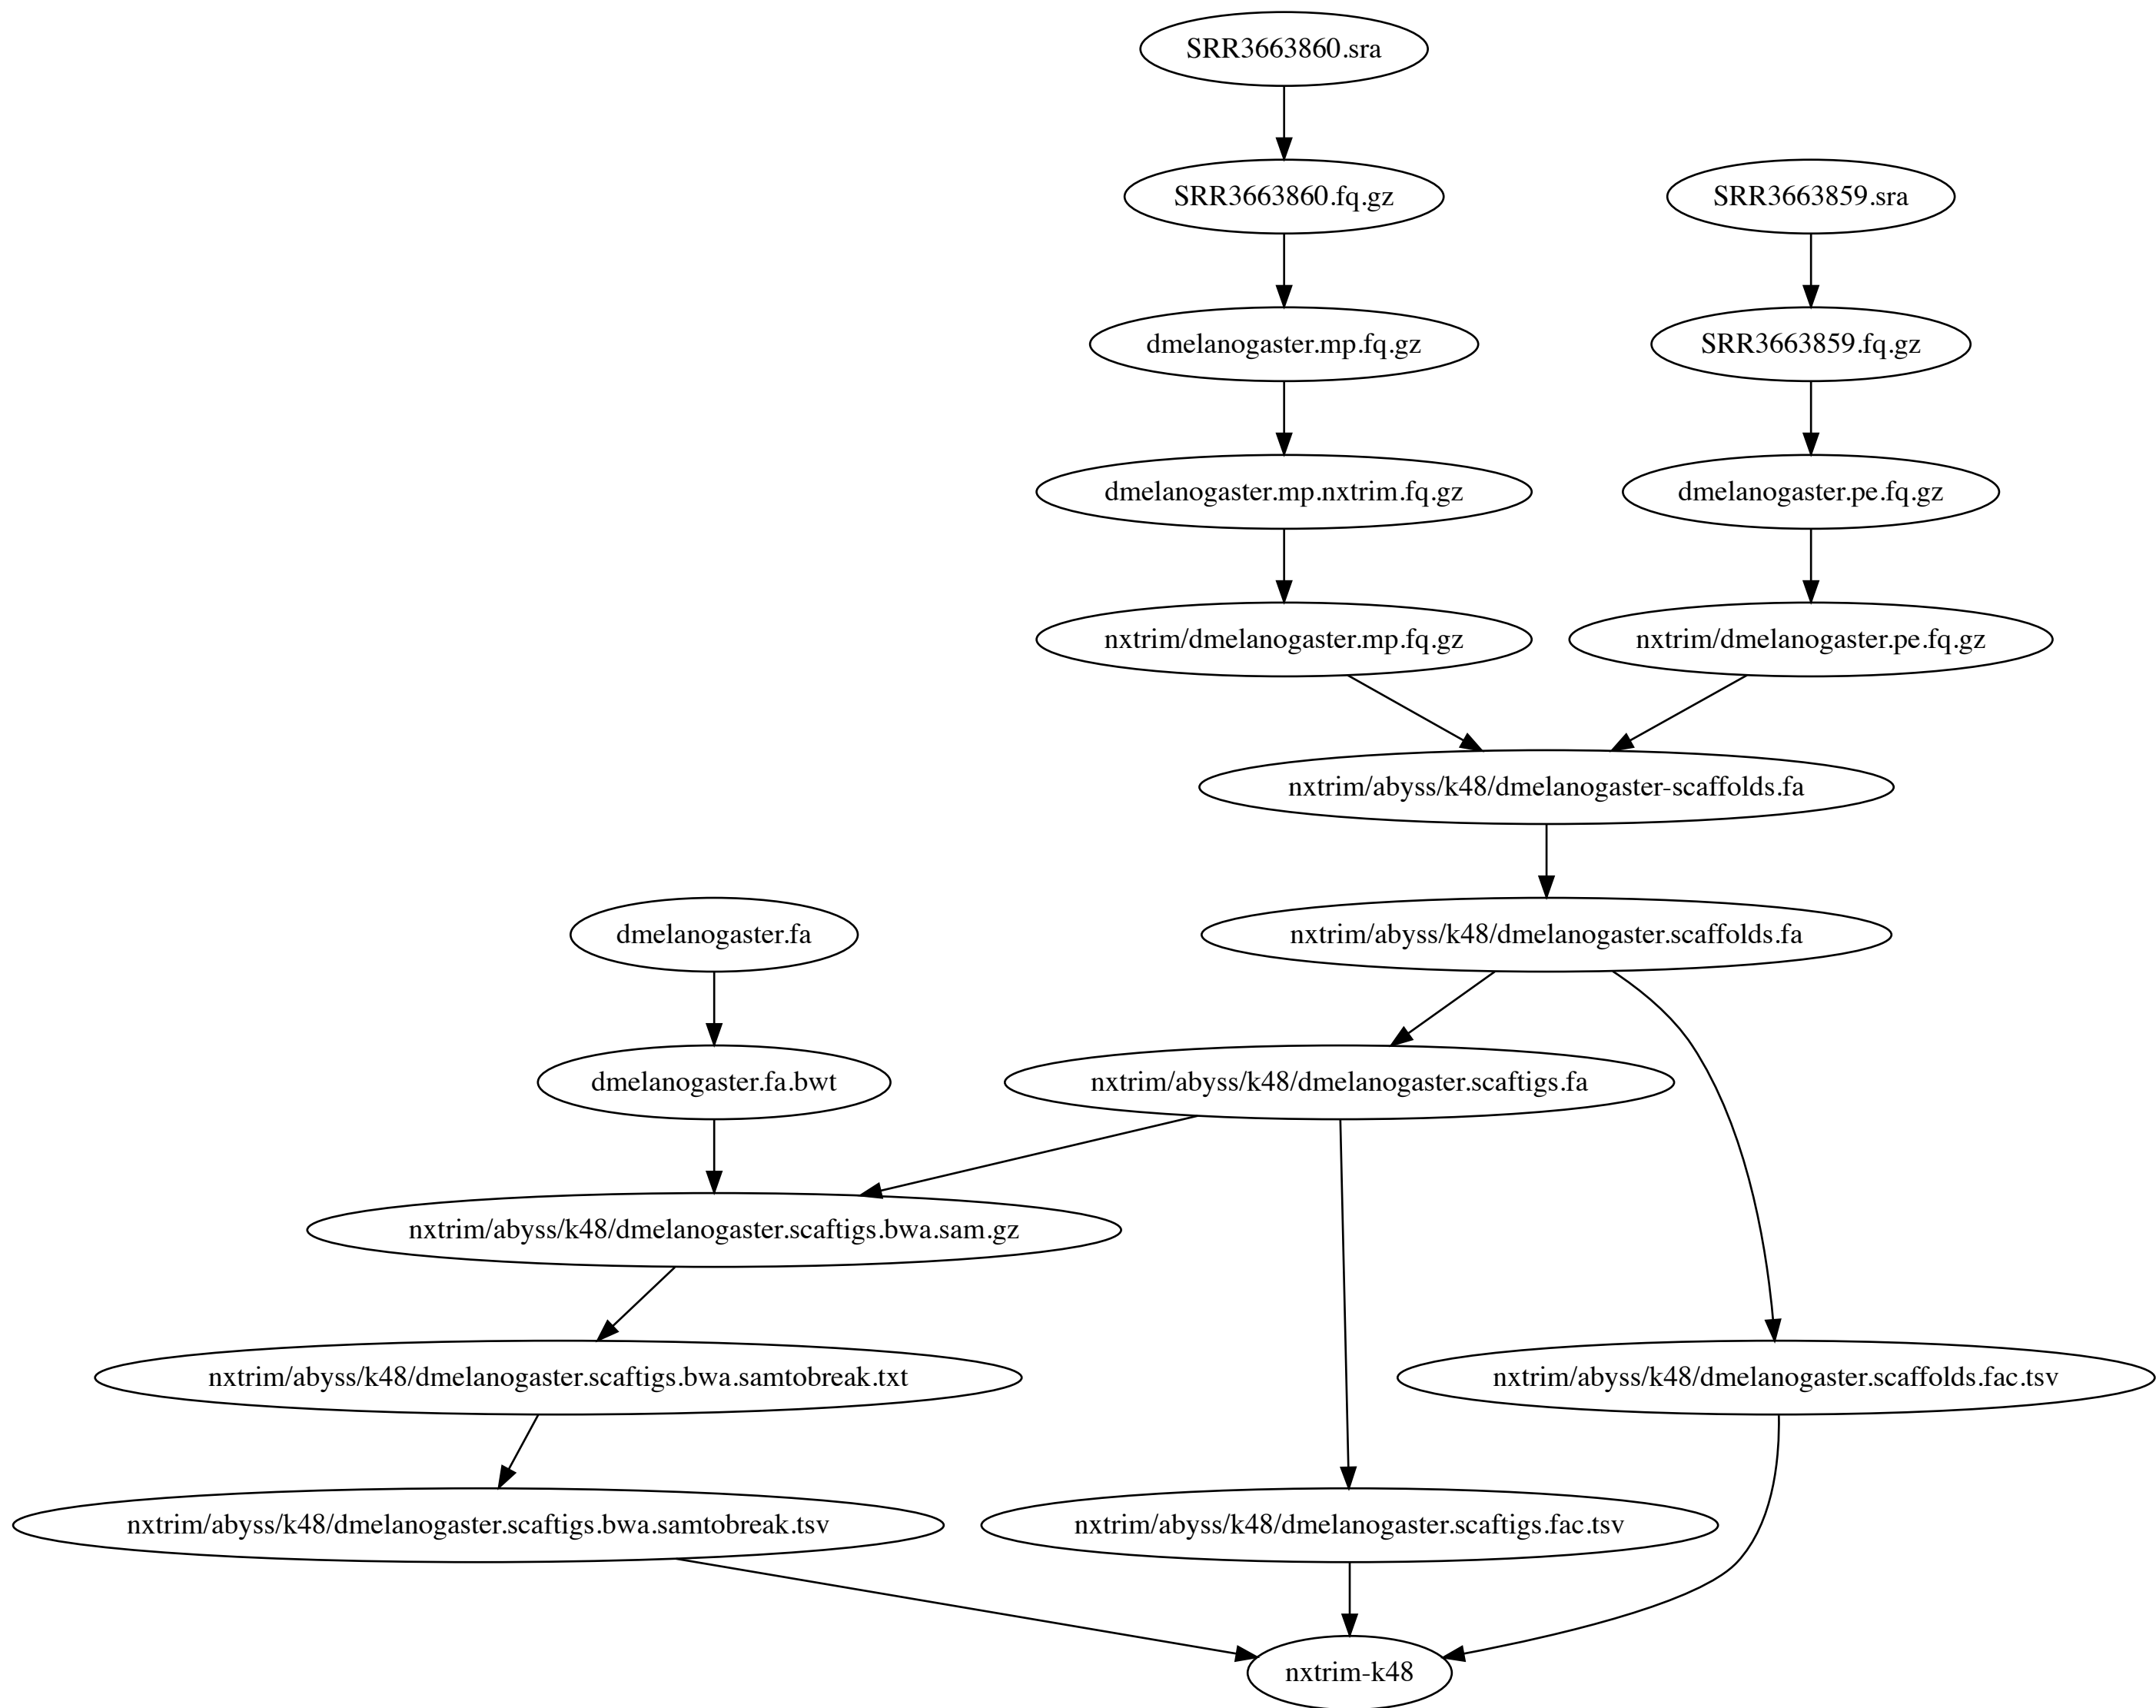 SRR3663860.sra
SRR3663860.fq.gz
SRR3663859.sra
dmelanogaster.mp.fq.gz
SRR3663859.fq.gz
dmelanogaster.mp.nxtrim.fq.gz
dmelanogaster.pe.fq.gz
nxtrim/dmelanogaster.mp.fq.gz
nxtrim/dmelanogaster.pe.fq.gz
nxtrim/abyss/k48/dmelanogaster-scaffolds.fa
dmelanogaster.fa
nxtrim/abyss/k48/dmelanogaster.scaffolds.fa
dmelanogaster.fa.bwt
nxtrim/abyss/k48/dmelanogaster.scaftigs.fa
nxtrim/abyss/k48/dmelanogaster.scaftigs.bwa.sam.gz
nxtrim/abyss/k48/dmelanogaster.scaftigs.bwa.samtobreak.txt
nxtrim/abyss/k48/dmelanogaster.scaffolds.fac.tsv
nxtrim/abyss/k48/dmelanogaster.scaftigs.bwa.samtobreak.tsv
nxtrim/abyss/k48/dmelanogaster.scaftigs.fac.tsv
nxtrim-k48